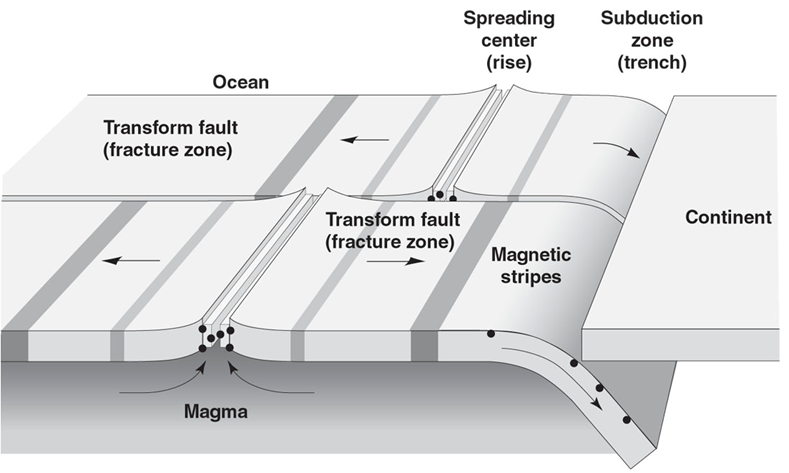 Spreading
center
(rise)
Subduction
zone
(trench)
Ocean
Transform fault
(fracture zone)
Transform fault
(fracture zone)
Continent
Magnetic
stripes
Magma